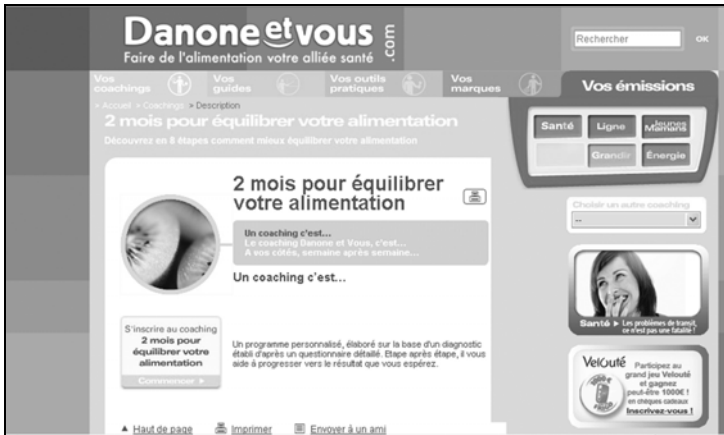 Danone et vous .com
Faire de l'alimentation votre alliée santé
Rechercher OK
Vos coachings
Vos guides
Vos outils pratiques
Vos marques
Vos émissions
» Accueil » Coachings » Description
2 mois pour équilibrer votre alimentation
Découvrez en 8 étapes comment mieux équilibrer votre alimentation
Santé Ligne Jeunes Mamans
Grandir Énergie
2 mois pour équilibrer
votre alimentation
Un coaching c'est...
Le coaching Danone et Vous, c'est...
A vos côtés, semaine après semaine...
Un coaching c'est...
Choisir un autre coaching
--
S'inscrire au coaching
2 mois pour
équilibrer votre
alimentation
Commencer
Un programme personnalisé, élaboré sur la base d'un diagnostic
établi d'après un questionnaire détaillé. Etape après étape, il vous
aide à progresser vers le résultat que vous espérez.
Santé Les problèmes de transit,
ce n'est pas une fatalité !
Velouté Participez au
grand jeu Velouté
et gagnez
peut-être 1000€ !
en chèques cadeaux
Inscrivez-vous !
Haut de page Imprimer Envoyer à un ami